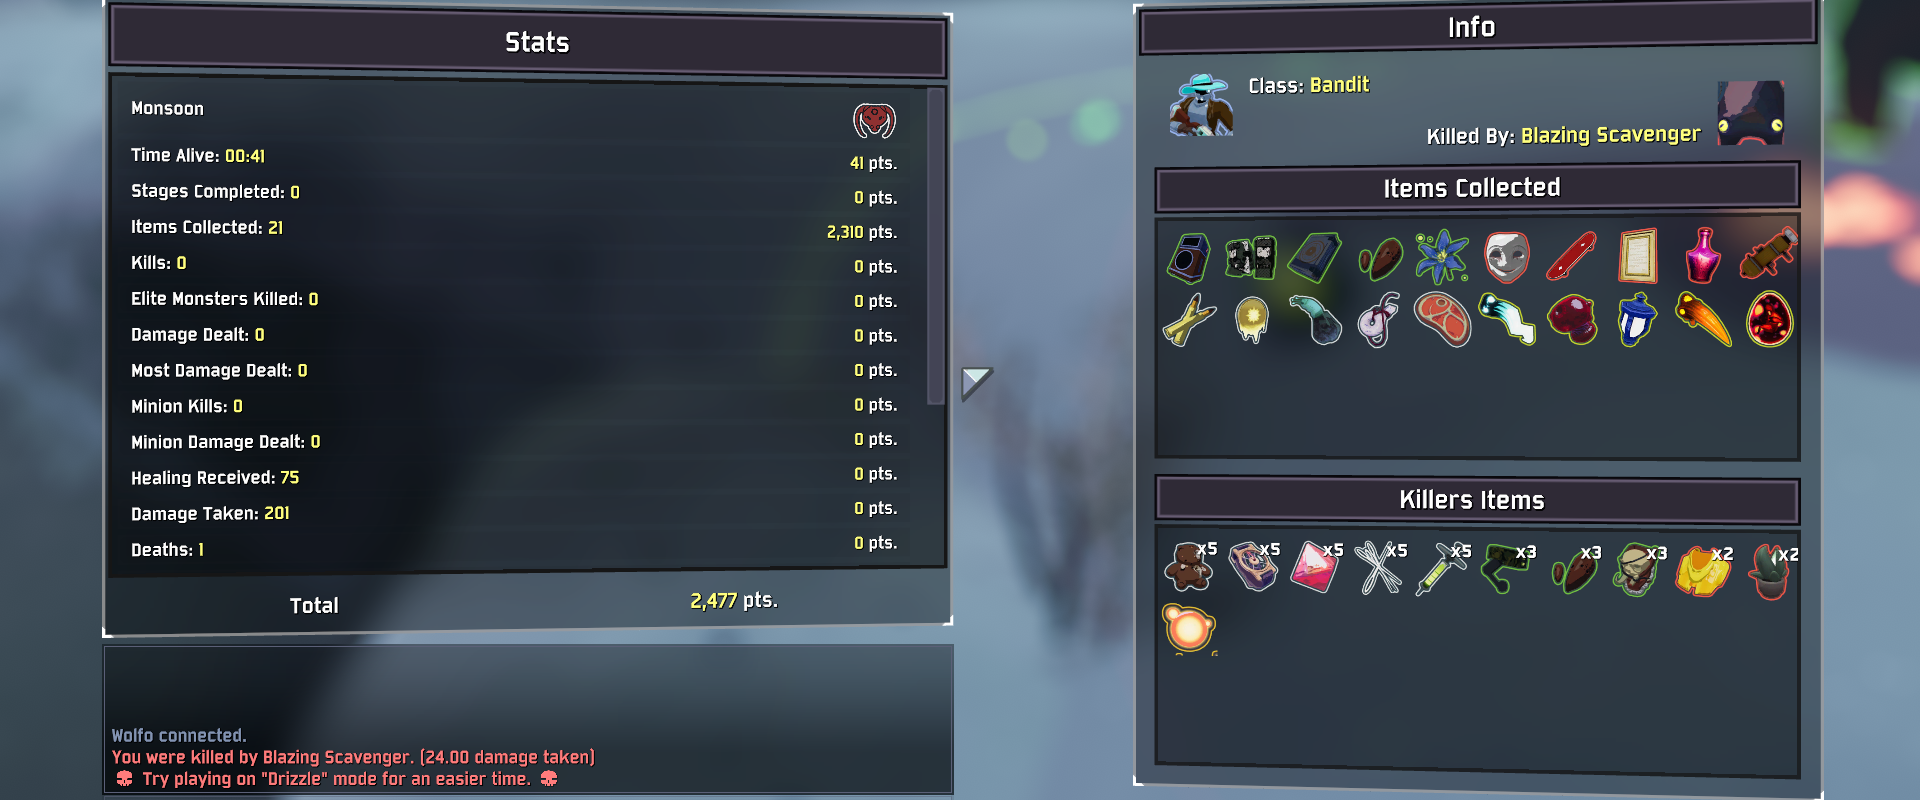 Stats
Monsoon
Time Alive: 00:41
41 pts.
Stages Completed: 0
0 pts.
Items Collected: 21
2,310 pts.
Kills: 0
0 pts.
Elite Monsters Killed: 0
0 pts.
Damage Dealt: 0
0 pts.
Most Damage Dealt: 0
0 pts.
Minion Kills: 0
0 pts.
Minion Damage Dealt: 0
0 pts.
Healing Received: 75
0 pts.
Damage Taken: 201
0 pts.
Deaths: 1
0 pts.
Total
2,477 pts.
Wolfo connected.
You were killed by Blazing Scavenger. (24.00 damage taken)
Try playing on "Drizzle" mode for an easier time.
Info
Class: Bandit
Killed By: Blazing Scavenger
Items Collected
Killers Items
x5 x5 x5 x5 x5 x3 x3 x3 x2 x2